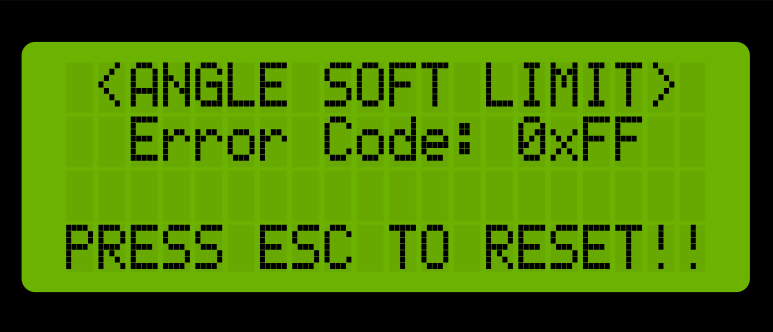 <ANGLE SOFT LIMIT>
Error Code: 0xFF
PRESS ESC TO RESET!!